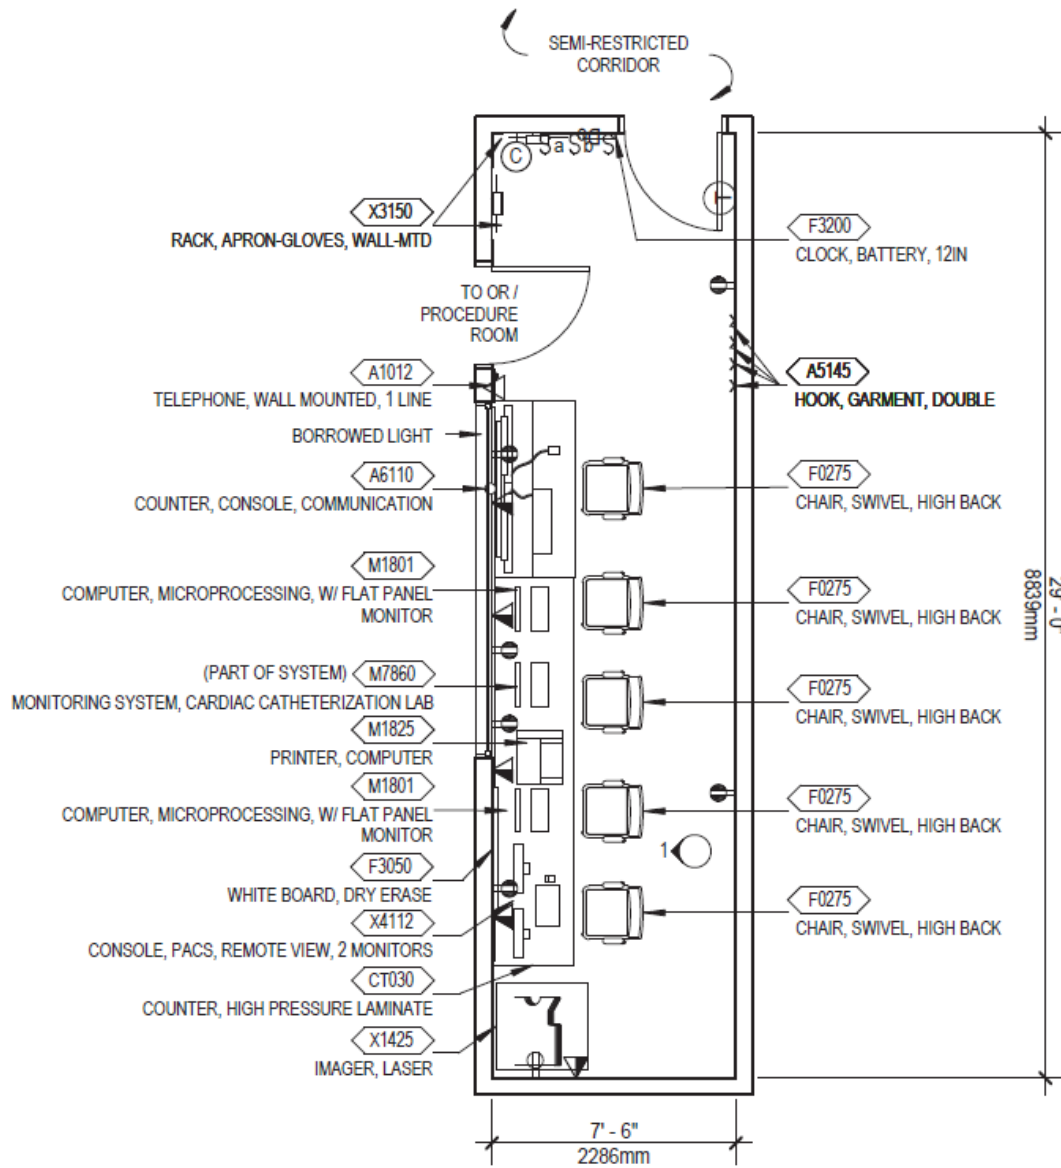 SEMI-RESTRICTED
CORRIDOR
C
a
b
X3150
RACK, APRON-GLOVES, WALL-MTD
F3200
CLOCK, BATTERY, 12IN
TO OR /
PROCEDURE
ROOM
A1012
TELEPHONE, WALL MOUNTED, 1 LINE
A5145
HOOK, GARMENT, DOUBLE
BORROWED LIGHT
A6110
COUNTER, CONSOLE, COMMUNICATION
F0275
CHAIR, SWIVEL, HIGH BACK
M1801
COMPUTER, MICROPROCESSING, W/ FLAT PANEL
MONITOR
F0275
CHAIR, SWIVEL, HIGH BACK
29' - 0"
8839mm
(PART OF SYSTEM) M7860
MONITORING SYSTEM, CARDIAC CATHETERIZATION LAB
F0275
CHAIR, SWIVEL, HIGH BACK
M1825
PRINTER, COMPUTER
M1801
COMPUTER, MICROPROCESSING, W/ FLAT PANEL
MONITOR
F0275
CHAIR, SWIVEL, HIGH BACK
1
F3050
WHITE BOARD, DRY ERASE
X4112
CONSOLE, PACS, REMOTE VIEW, 2 MONITORS
F0275
CHAIR, SWIVEL, HIGH BACK
CT030
COUNTER, HIGH PRESSURE LAMINATE
X1425
IMAGER, LASER
7' - 6"
2286mm